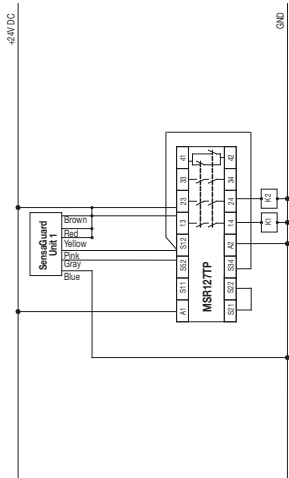 +24V DC
GND
SensaGuard
Unit 1
Brown
Red
Yellow
Pink
Gray
Blue
A1 S11 S52 S12 13 23 33 41
MSR127TP
S21 S22 S34 A2 14 24 34 42
K1
K2